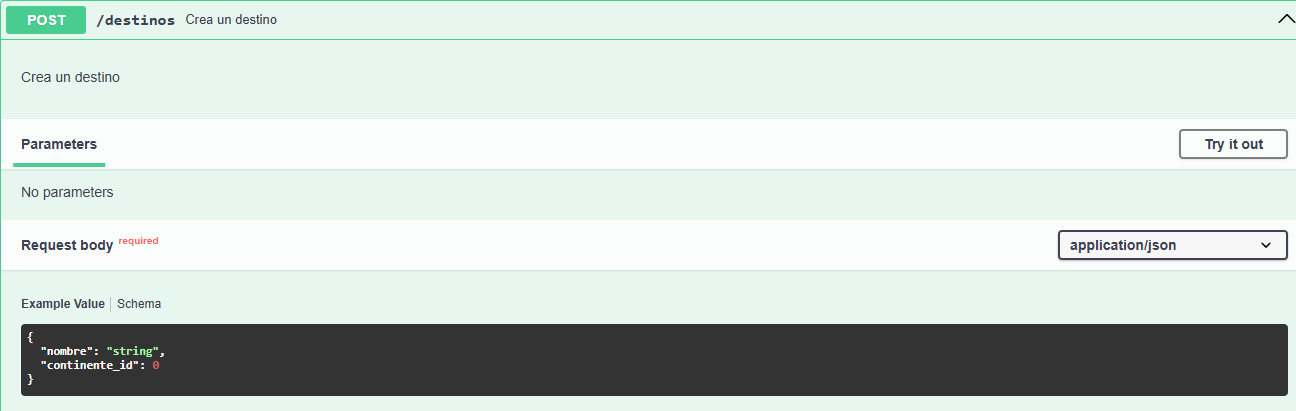 POST /destinos Crea un destino
Crea un destino
Parameters Try it out
No parameters
Request body required application/json
Example Value Schema
{
  "nombre": "string",
  "continente_id": 0
}